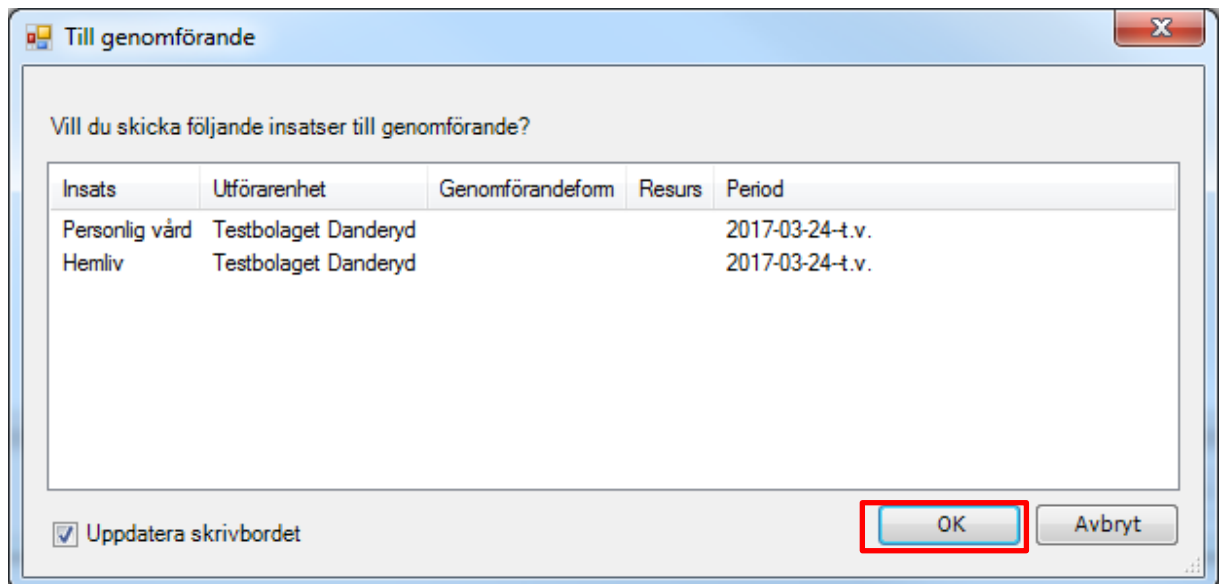 Till genomförande
Vill du skicka följande insatser till genomförande?
Insats Utförarenhet Genomförandeform Resurs Period
Personlig vård Testbolaget Danderyd 2017-03-24--t.v.
Hemliv Testbolaget Danderyd 2017-03-24--t.v.
Uppdatera skrivbordet OK Avbryt